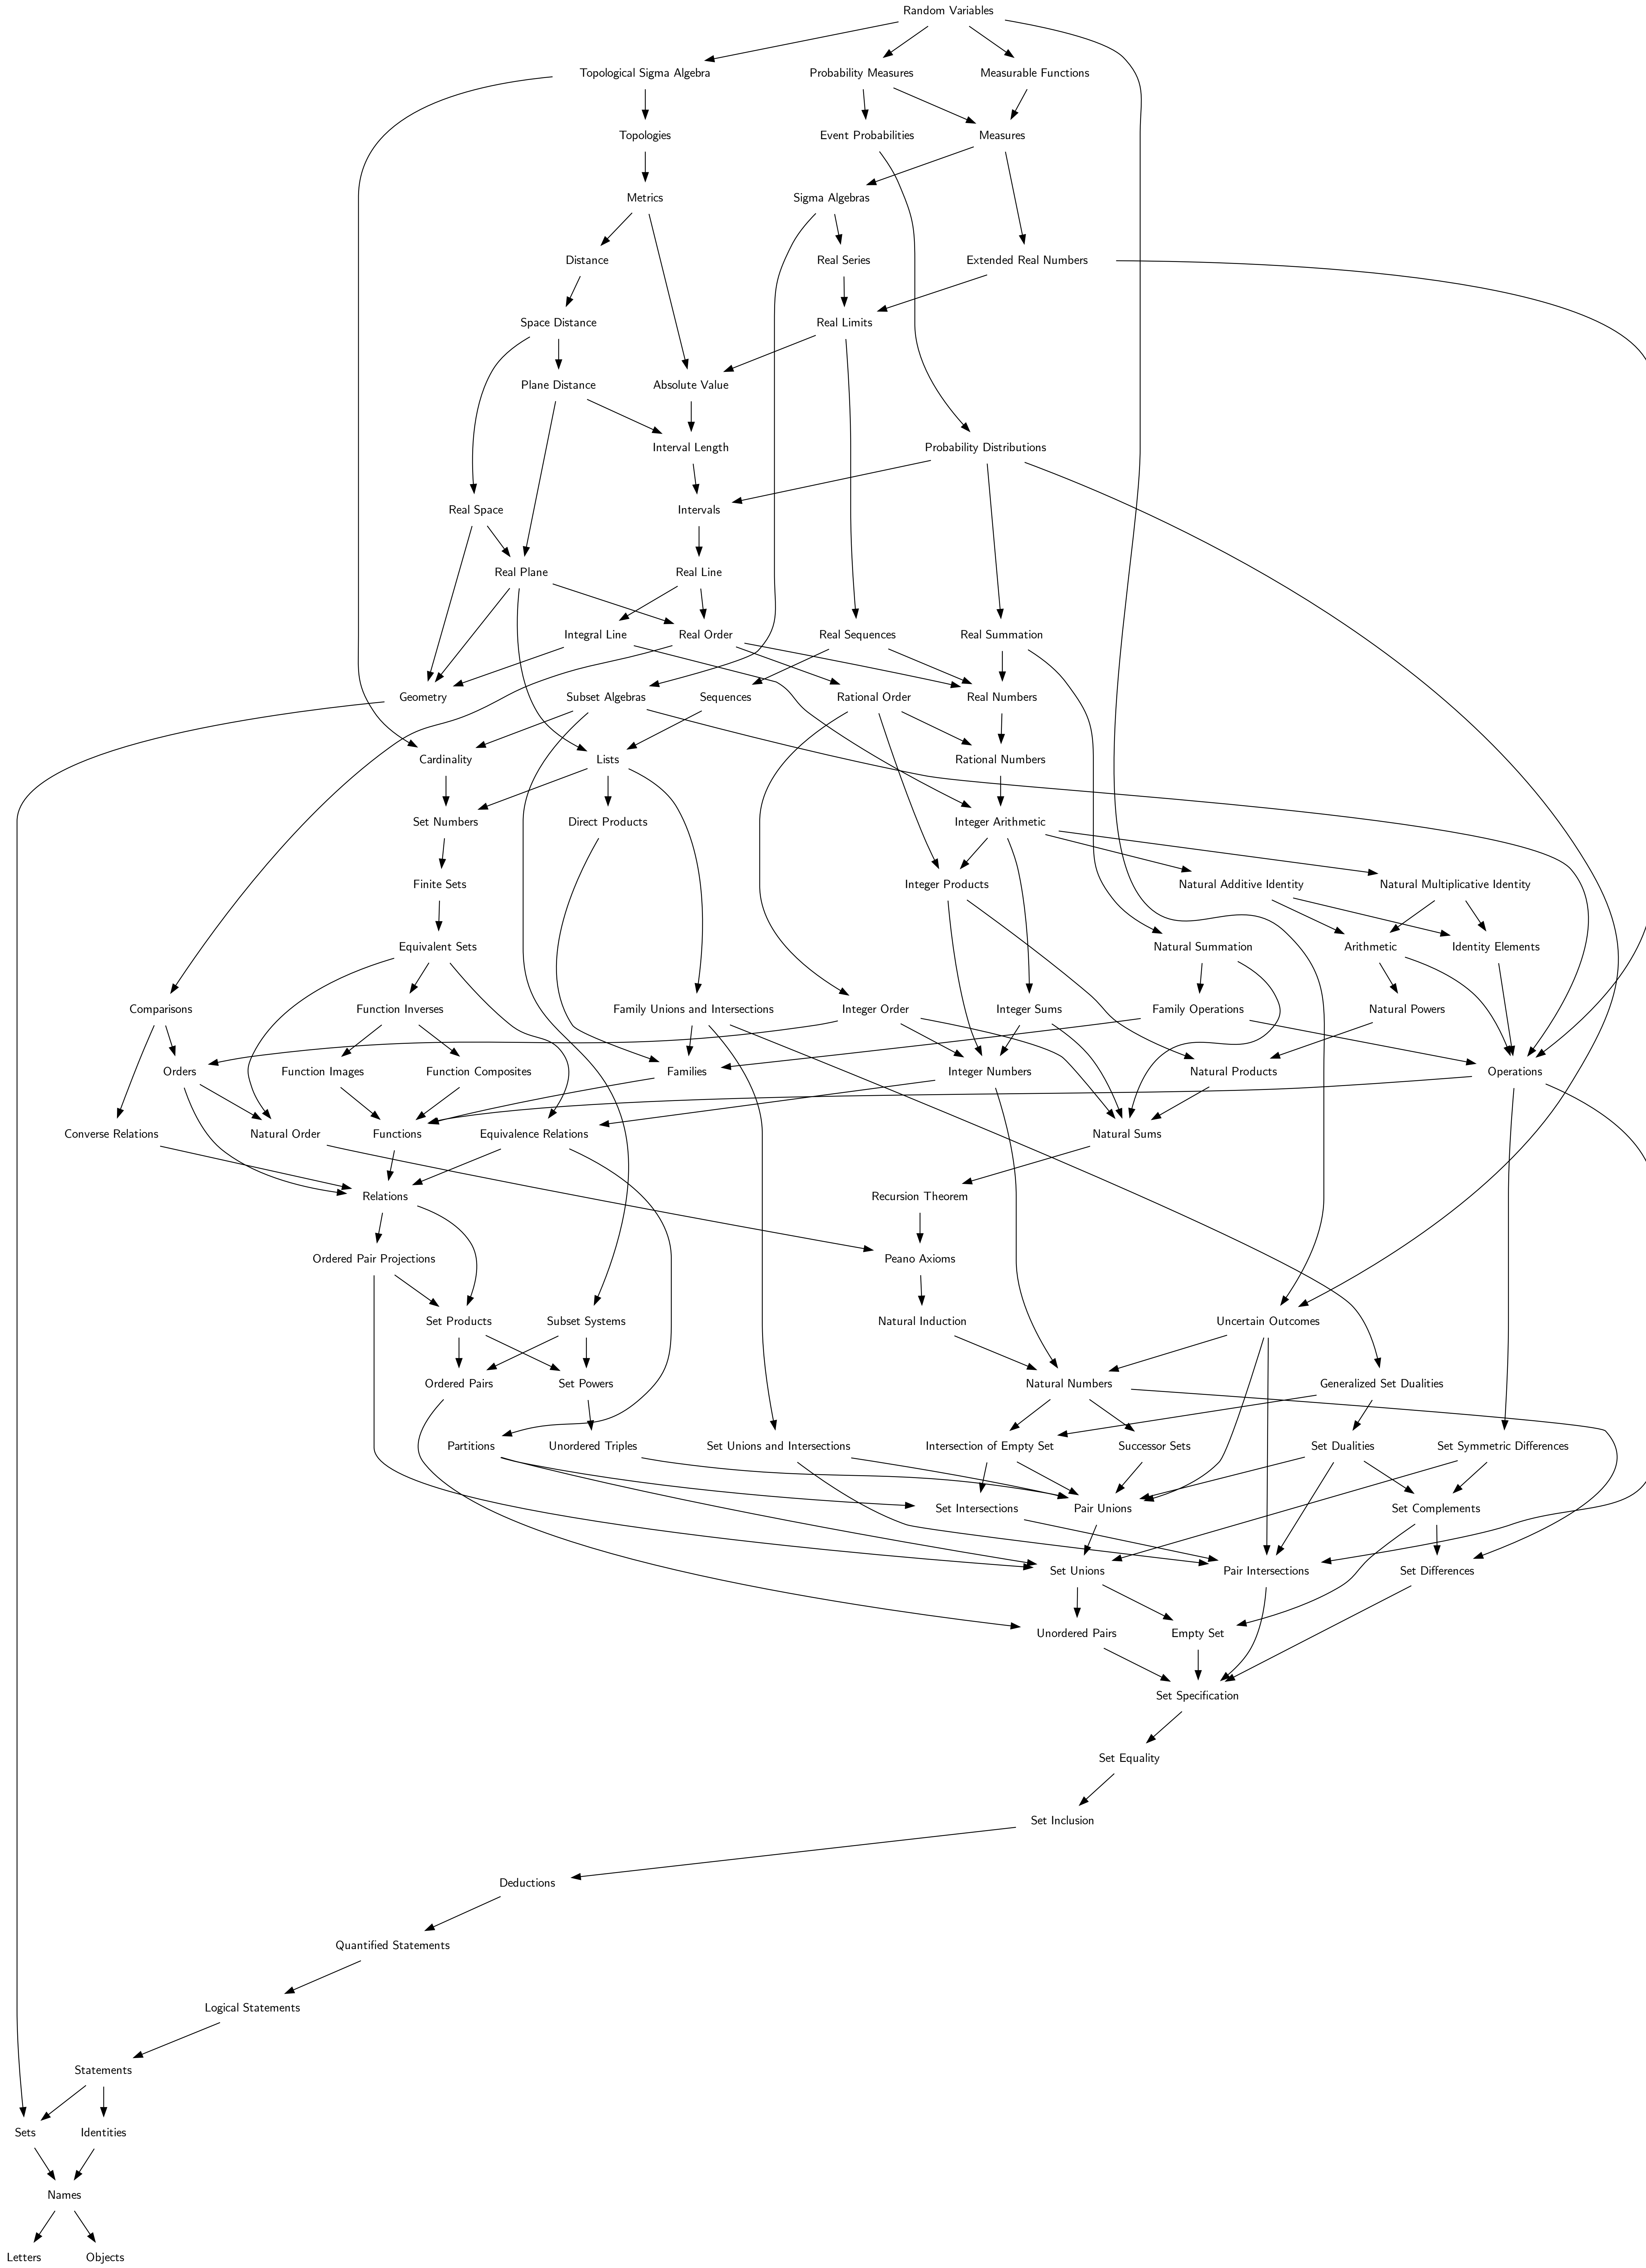 Random Variables
Topological Sigma Algebra
Probability Measures
Measurable Functions
Topologies
Event Probabilities
Measures
Metrics
Sigma Algebras
Distance
Real Series
Extended Real Numbers
Space Distance
Real Limits
Plane Distance
Absolute Value
Interval Length
Probability Distributions
Real Space
Intervals
Real Plane
Real Line
Integral Line
Real Order
Real Sequences
Real Summation
Geometry
Subset Algebras
Sequences
Rational Order
Real Numbers
Cardinality
Lists
Rational Numbers
Set Numbers
Direct Products
Integer Arithmetic
Finite Sets
Integer Products
Natural Additive Identity
Natural Multiplicative Identity
Equivalent Sets
Natural Summation
Arithmetic
Identity Elements
Comparisons
Function Inverses
Family Unions and Intersections
Integer Order
Integer Sums
Family Operations
Natural Powers
Orders
Function Images
Function Composites
Families
Integer Numbers
Natural Products
Operations
Converse Relations
Natural Order
Functions
Equivalence Relations
Natural Sums
Relations
Recursion Theorem
Ordered Pair Projections
Peano Axioms
Set Products
Subset Systems
Natural Induction
Uncertain Outcomes
Ordered Pairs
Set Powers
Natural Numbers
Generalized Set Dualities
Partitions
Unordered Triples
Set Unions and Intersections
Intersection of Empty Set
Successor Sets
Set Dualities
Set Symmetric Differences
Set Intersections
Pair Unions
Set Complements
Set Unions
Pair Intersections
Set Differences
Unordered Pairs
Empty Set
Set Specification
Set Equality
Set Inclusion
Deductions
Quantified Statements
Logical Statements
Statements
Sets
Identities
Names
Letters
Objects